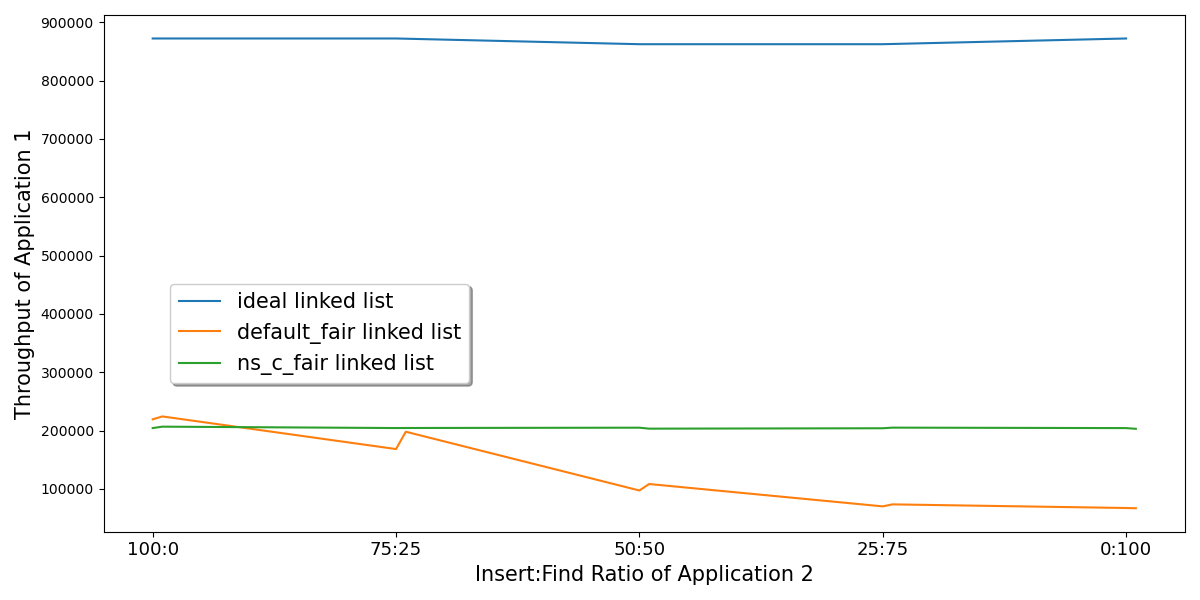 900000
800000
700000
600000
500000
400000
300000
200000
100000
Throughput of Application 1
ideal linked list
default_fair linked list
ns_c_fair linked list
100:0 75:25 50:50 25:75 0:100
Insert:Find Ratio of Application 2